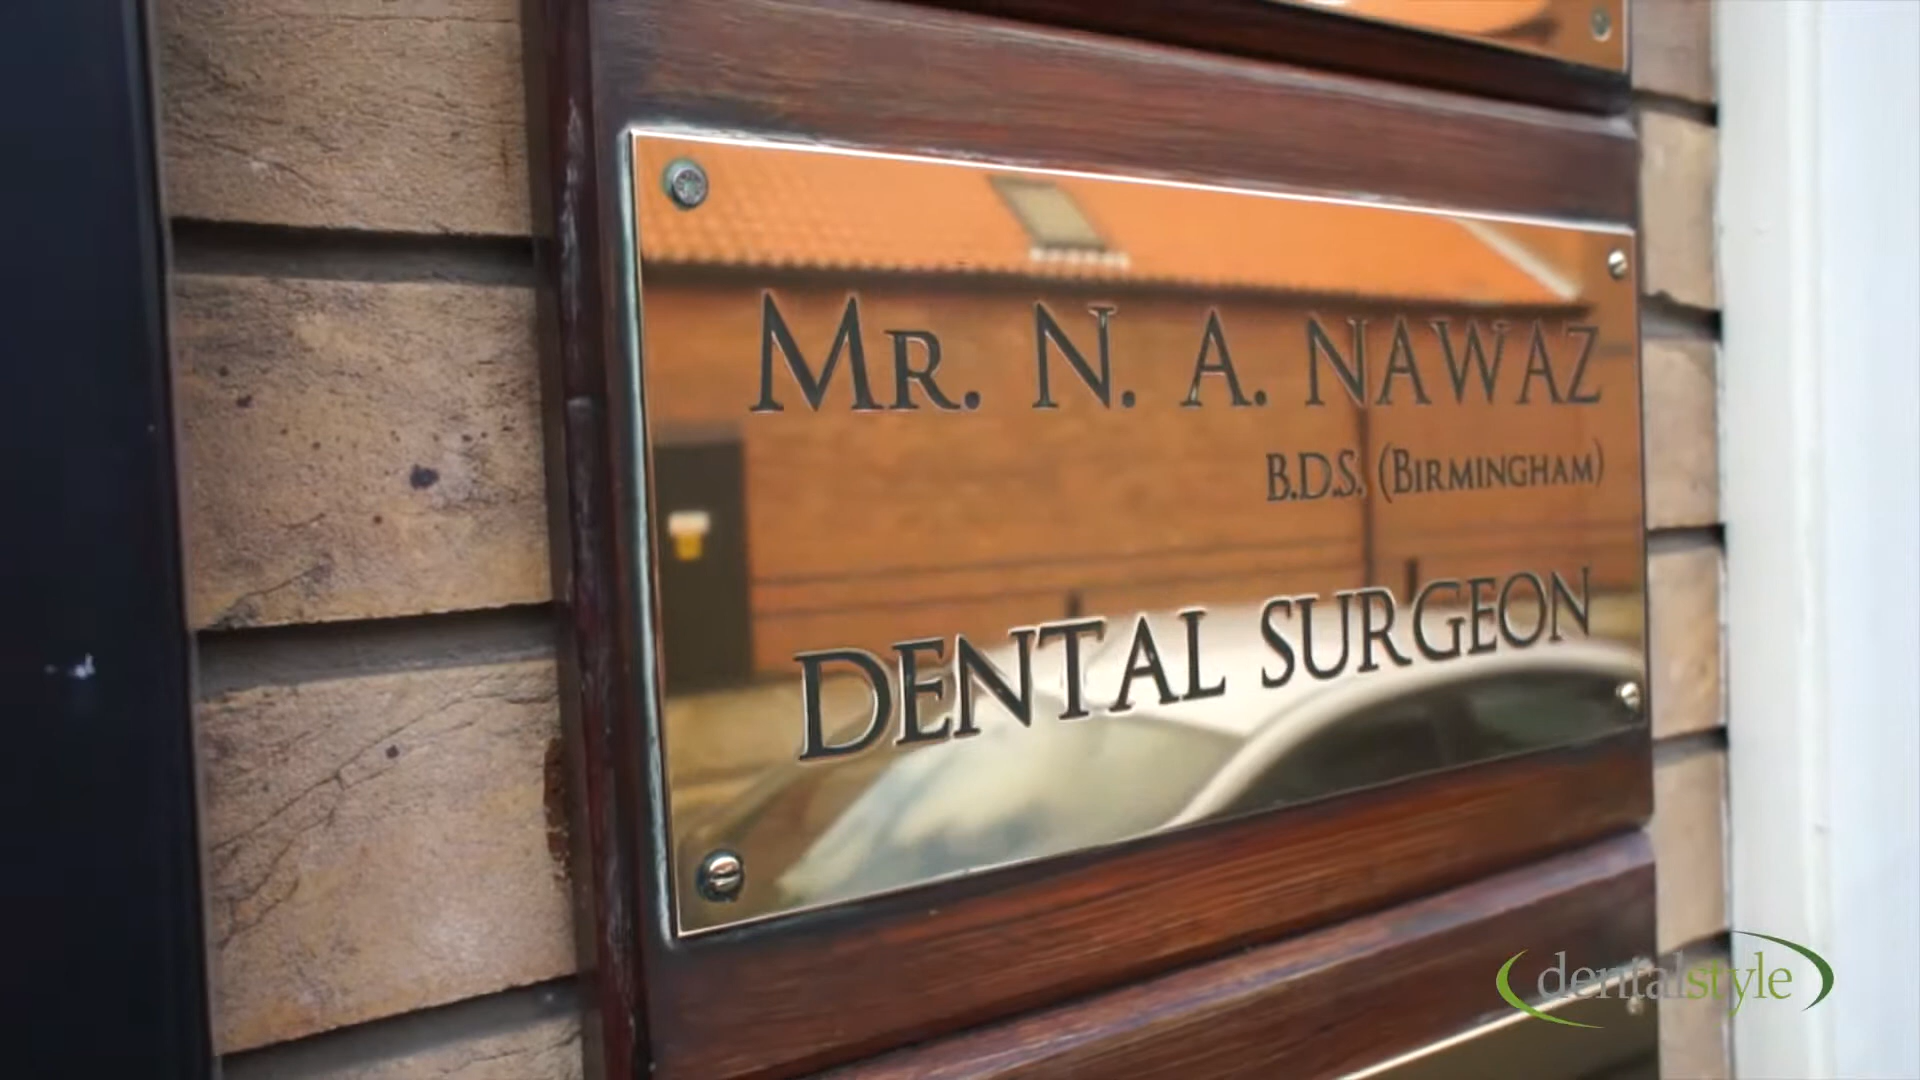 MR. N. A. NAWAZ
B.D.S. (BIRMINGHAM)
DENTAL SURGEON
dentalstyle